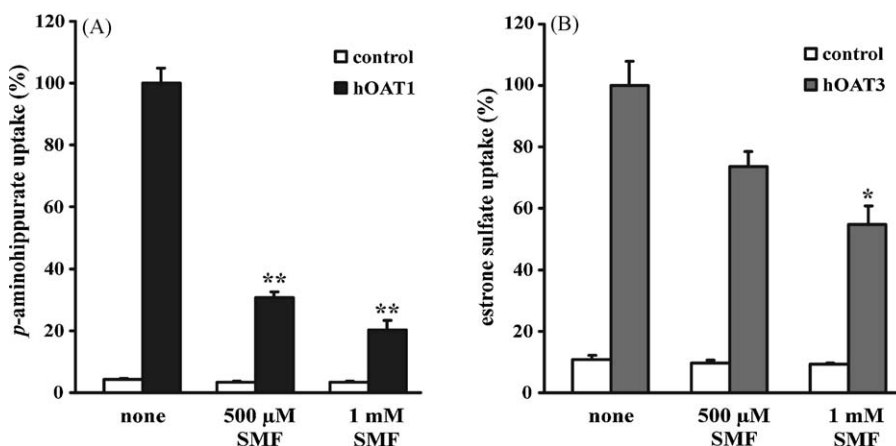 (A)
control
hOAT1
p-aminohippurate uptake (%)
120
100
80
60
40
20
0
**
**
none
500 μM
SMF
1 mM
SMF
(B)
control
hOAT3
estrone sulfate uptake (%)
120
100
80
60
40
20
0
*
none
500 μM
SMF
1 mM
SMF